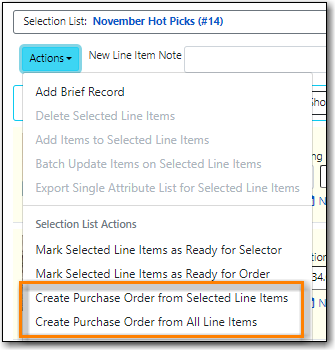 Selection List: November Hot Picks (#14)
Actions New Line Item Note
Add Brief Record
Delete Selected Line Items
Add Items to Selected Line Items
Batch Update Items on Selected Line Items
Export Single Attribute List for Selected Line Items
Selection List Actions
Mark Selected Line Items as Ready for Selector
Mark Selected Line Items as Ready for Order
Create Purchase Order from Selected Line Items
Create Purchase Order from All Line Items